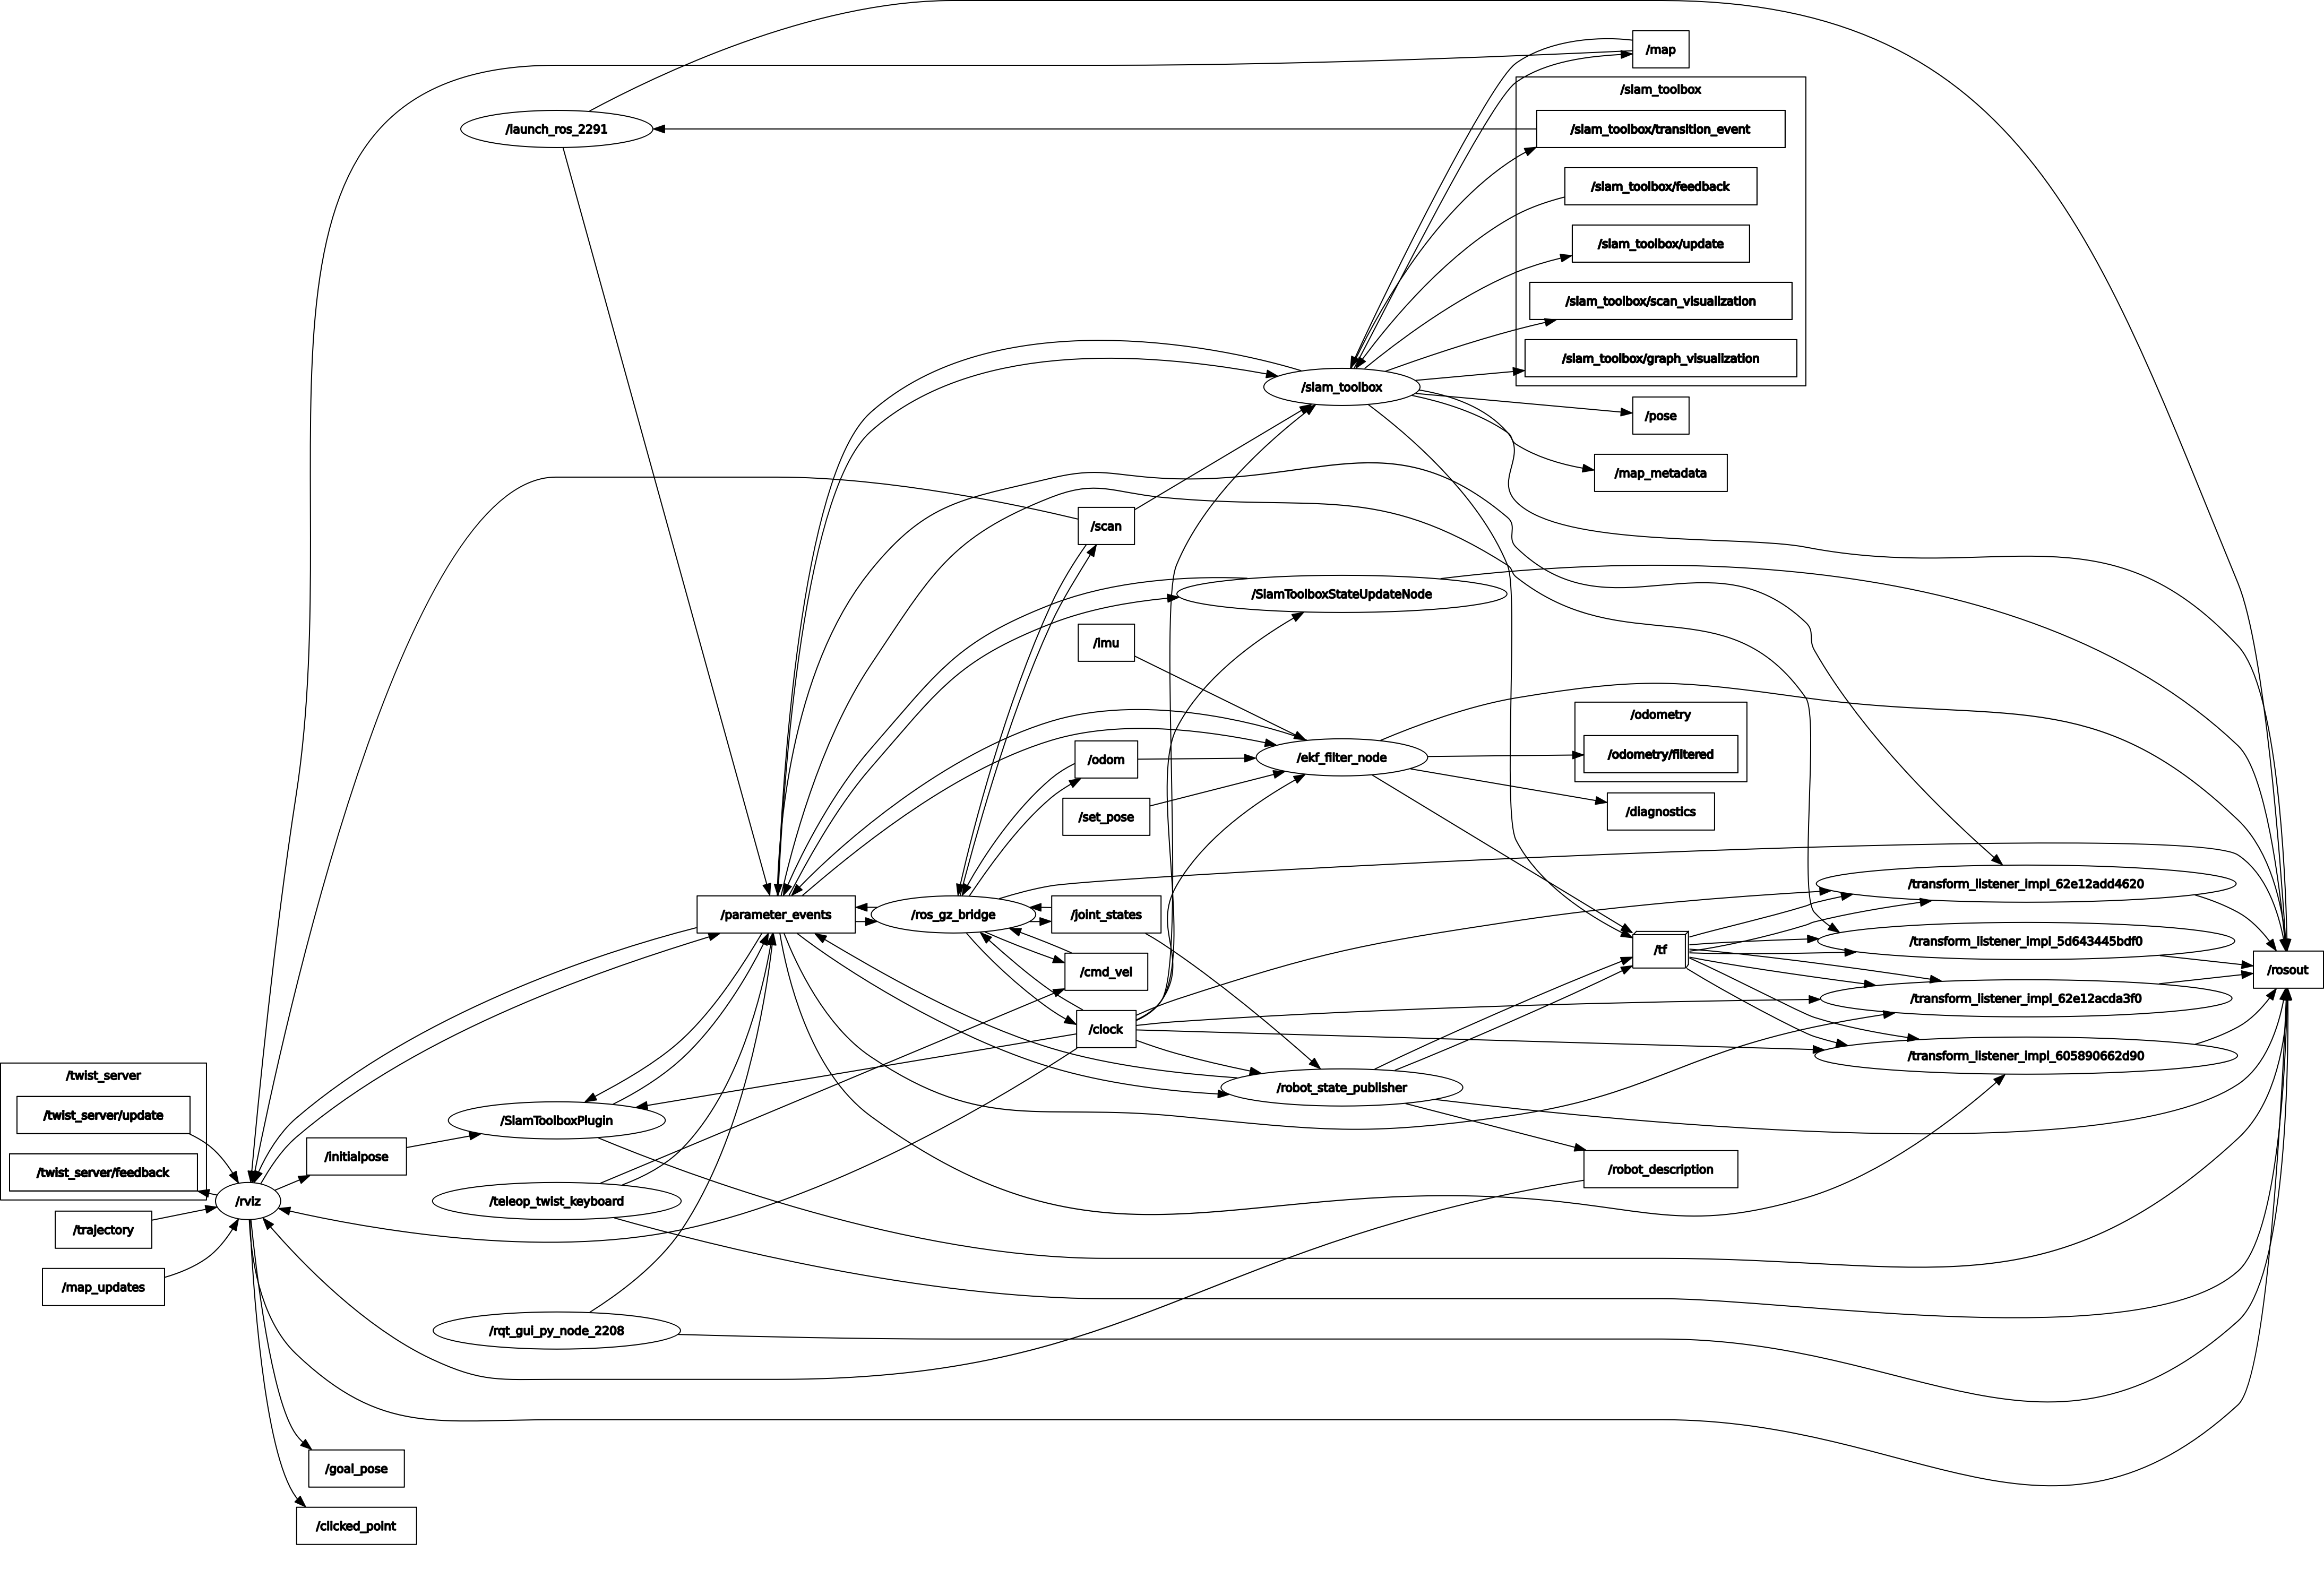 /map
/slam_toolbox
/launch_ros_2291
/slam_toolbox/transition_event
/slam_toolbox/feedback
/slam_toolbox/update
/slam_toolbox/scan_visualization
/slam_toolbox/graph_visualization
/slam_toolbox
/pose
/map_metadata
/scan
/SlamToolboxStateUpdateNode
/imu
/odometry
/odometry/filtered
/ekf_filter_node
/odom
/set_pose
/diagnostics
/transform_listener_impl_62e12add4620
/parameter_events
/ros_gz_bridge
/joint_states
/transform_listener_impl_5d643445bdf0
/tf
/rosout
/cmd_vel
/transform_listener_impl_62e12acda3f0
/clock
/transform_listener_impl_605890662d90
/twist_server
/robot_state_publisher
/twist_server/update
/SlamToolboxPlugin
/initialpose
/robot_description
/twist_server/feedback
/rviz
/teleop_twist_keyboard
/trajectory
/map_updates
/rqt_gui_py_node_2208
/goal_pose
/clicked_point